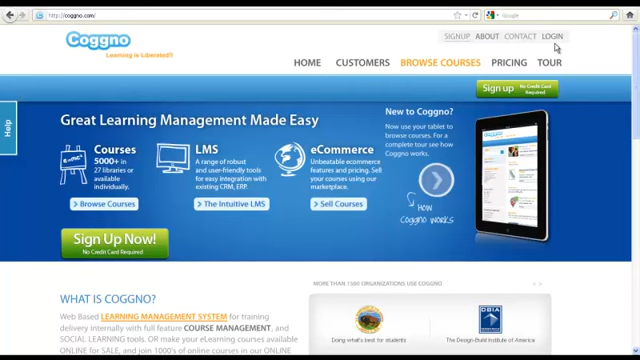 http://coggno.com/
Google
Coggno
Learning is Liberated!!!
SIGNUP ABOUT CONTACT LOGIN
HOME CUSTOMERS BROWSE COURSES PRICING TOUR
Sign up No Credit Card Required
Help
Great Learning Management Made Easy
Courses
5000+ in
27 libraries or
available
individually.
> Browse Courses
LMS
A range of robust
and user-friendly tools
for easy integration with
existing CRM, ERP.
> The Intuitive LMS
eCommerce
Unbeatable ecommerce
features and pricing. Sell
your courses using our
marketplace.
> Sell Courses
New to Coggno?
Now use your tablet to
browse courses. For a
complete tour see how
Coggno works.
HOW
Coggno WORKS
Sign Up Now!
No Credit Card Required
WHAT IS COGGNO?
Web Based LEARNING MANAGEMENT SYSTEM for training
delivery internally with full feature COURSE MANAGEMENT, and
SOCIAL LEARNING tools. OR make your eLearning courses available
ONLINE for SALE, and join 1000's of online courses in our ONLINE
MORE THAN 1580 ORGANIZATIONS USE COGGNO
Doing what's best for students
DBIA
The Design-Build Institute of America